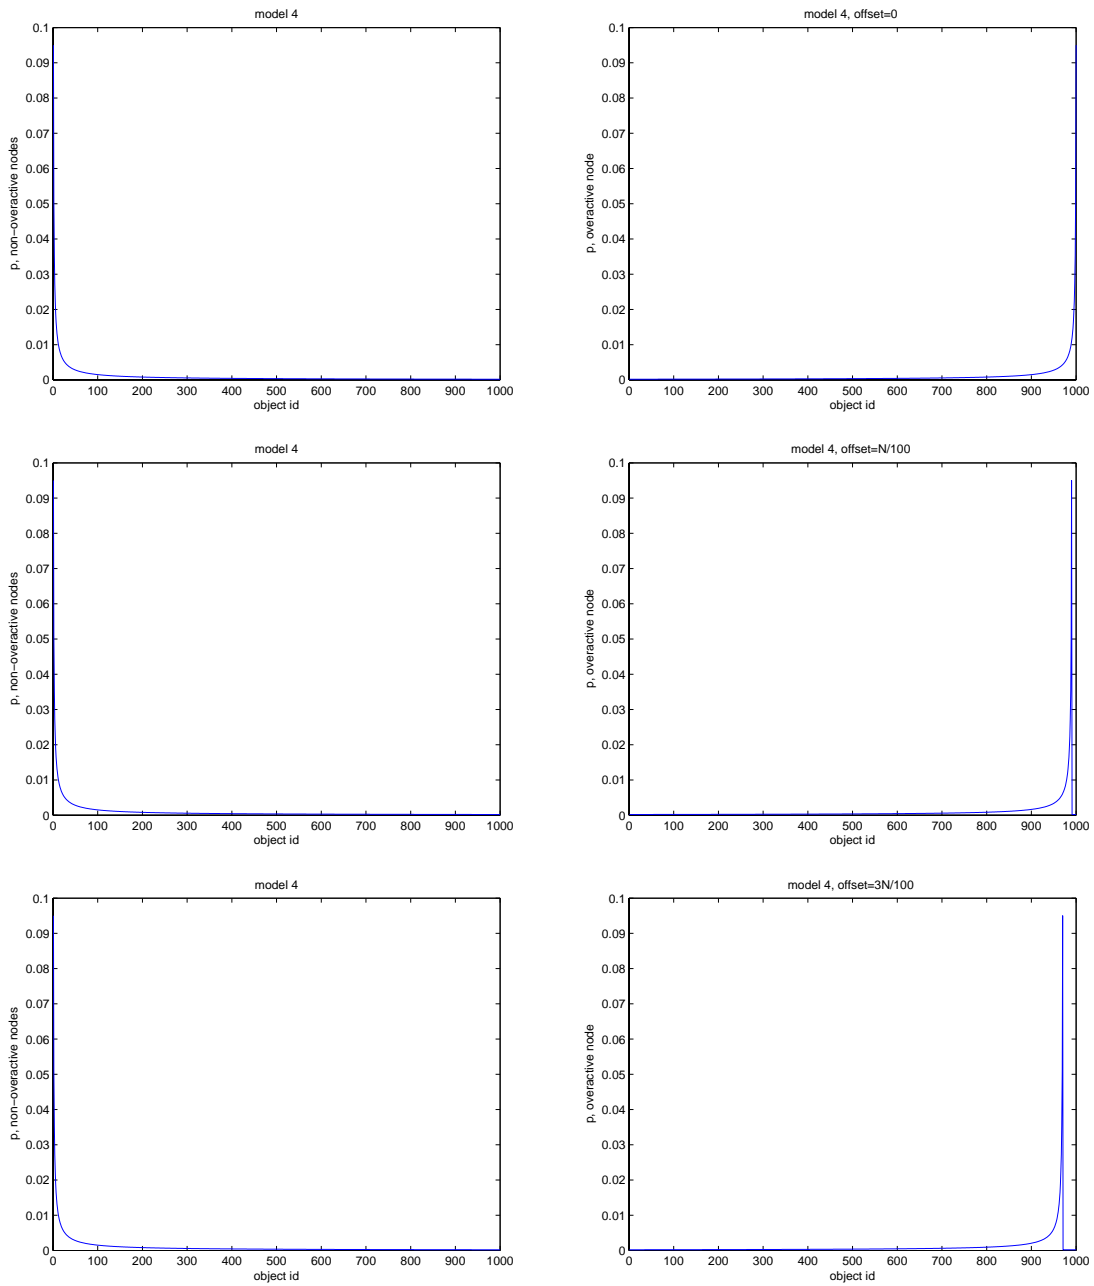 model 4
0.1
0.09
0.08
0.07
0.06
0.05
0.04
0.03
0.02
0.01
0
p, non−overactive nodes
0 100 200 300 400 500 600 700 800 900 1000
object id
model 4, offset=0
0.1
0.09
0.08
0.07
0.06
0.05
0.04
0.03
0.02
0.01
0
p, overactive node
0 100 200 300 400 500 600 700 800 900 1000
object id
model 4
0.1
0.09
0.08
0.07
0.06
0.05
0.04
0.03
0.02
0.01
0
p, non−overactive nodes
0 100 200 300 400 500 600 700 800 900 1000
object id
model 4, offset=N/100
0.1
0.09
0.08
0.07
0.06
0.05
0.04
0.03
0.02
0.01
0
p, overactive node
0 100 200 300 400 500 600 700 800 900 1000
object id
model 4
0.1
0.09
0.08
0.07
0.06
0.05
0.04
0.03
0.02
0.01
0
p, non−overactive nodes
0 100 200 300 400 500 600 700 800 900 1000
object id
model 4, offset=3N/100
0.1
0.09
0.08
0.07
0.06
0.05
0.04
0.03
0.02
0.01
0
p, overactive node
0 100 200 300 400 500 600 700 800 900 1000
object id